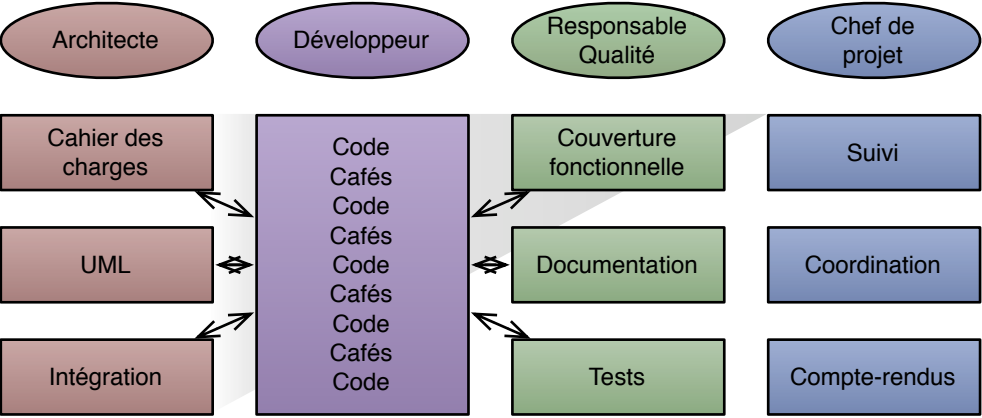 Architecte
Développeur
Responsable
Qualité
Chef de
projet
Cahier des
charges
UML
Intégration
Code
Cafés
Code
Cafés
Code
Cafés
Code
Cafés
Code
Couverture
fonctionnelle
Documentation
Tests
Suivi
Coordination
Compte-rendus